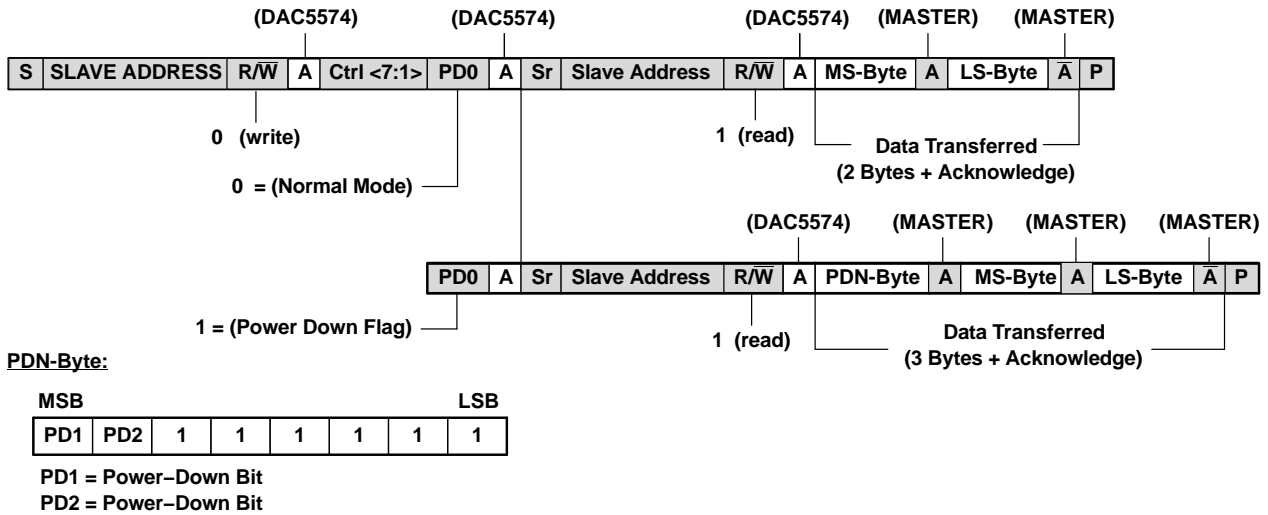 (DAC5574) (DAC5574) (DAC5574) (MASTER) (MASTER)
S SLAVE ADDRESS R/W̅ A Ctrl <7:1> PD0 A Sr Slave Address R/W̅ A MS-Byte A LS-Byte A̅ P
0 (write) 1 (read) Data Transferred
(2 Bytes + Acknowledge)
0 = (Normal Mode)
(DAC5574) (MASTER) (MASTER) (MASTER)
PD0 A Sr Slave Address R/W̅ A PDN-Byte A MS-Byte A LS-Byte A̅ P
1 = (Power Down Flag) 1 (read) Data Transferred
(3 Bytes + Acknowledge)
PDN-Byte:
MSB LSB
PD1 PD2 1 1 1 1 1 1
PD1 = Power−Down Bit
PD2 = Power−Down Bit